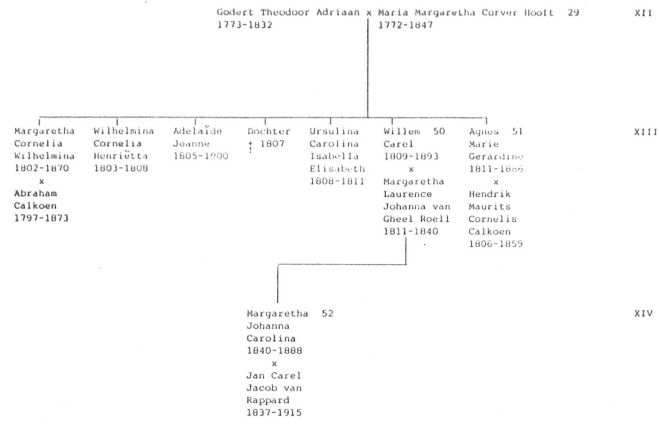 Godert Theodoor Adriaan x Maria Margaretha Corver Hooft 29 XII
1773-1832 1772-1847
Margaretha
Cornelia
Wilhelmina
1802-1870
x
Abraham
Calkoen
1797-1873
Wilhelmina
Cornelia
Henriëtta
1803-1808
Adelaïde
Jeanne
1805-1900
Dochter
+ 1807
Ursulina
Carolina
Isabella
Elisabeth
1808-1811
Willem 50
Carel
1809-1893
x
Margaretha
Laurence
Johanna van
Gheel Roell
1811-1840
Agnes 51
Marie
Gerardine
1811-1886
x
Hendrik
Maurits
Cornelis
Calkoen
1806-1859
XIII
Margaretha 52
Johanna
Carolina
1840-1888
x
Jan Carel
Jacob van
Rappard
1837-1915
XIV